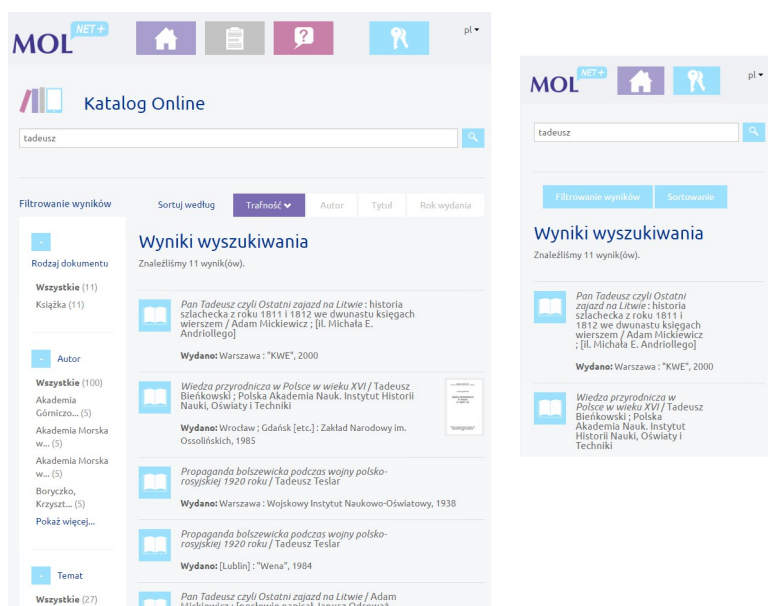 MOL NET+
pl
Katalog Online
tadeusz
Filtrowanie wyników
Sortuj według
Trafność
Autor
Tytuł
Rok wydania
-
Rodzaj dokumentu
Wszystkie (11)
Książka (11)
-
Autor
Wszystkie (100)
Akademia
Górniczo... (5)
Akademia Morska
w... (5)
Akademia Morska
w... (5)
Boryczko,
Krzyszt... (5)
Pokaż więcej...
-
Temat
Wszystkie (27)
Wyniki wyszukiwania
Znaleźliśmy 11 wynik(ów).
Pan Tadeusz czyli Ostatni zajazd na Litwie : historia
szlachecka z roku 1811 i 1812 we dwunastu księgach
wierszem / Adam Mickiewicz ; [il. Michała E.
Andriollego]
Wydano: Warszawa : "KWE", 2000
Wiedza przyrodnicza w Polsce w wieku XVI / Tadeusz
Bieńkowski ; Polska Akademia Nauk. Instytut Historii
Nauki, Oświaty i Techniki
Wydano: Wrocław ; Gdańsk [etc.] : Zakład Narodowy im.
Ossolińskich, 1985
Propaganda bolszewicka podczas wojny polsko-
rosyjskiej 1920 roku / Tadeusz Teslar
Wydano: Warszawa : Wojskowy Instytut Naukowo-Oświatowy, 1938
Propaganda bolszewicka podczas wojny polsko-
rosyjskiej 1920 roku / Tadeusz Teslar
Wydano: [Lublin] : "Wena", 1984
Pan Tadeusz czyli Ostatni zajazd na Litwie / Adam
Mickiewicz ; [posłowie napisał Janusz Odrowąż
MOL NET+
pl
tadeusz
Filtrowanie wyników
Sortowanie
Wyniki wyszukiwania
Znaleźliśmy 11 wynik(ów).
Pan Tadeusz czyli Ostatni
zajazd na Litwie : historia
szlachecka z roku 1811 i
1812 we dwunastu księgach
wierszem / Adam Mickiewicz
; [il. Michała E. Andriollego]
Wydano: Warszawa : "KWE", 2000
Wiedza przyrodnicza w
Polsce w wieku XVI / Tadeusz
Bieńkowski ; Polska
Akademia Nauk. Instytut
Historii Nauki, Oświaty i
Techniki